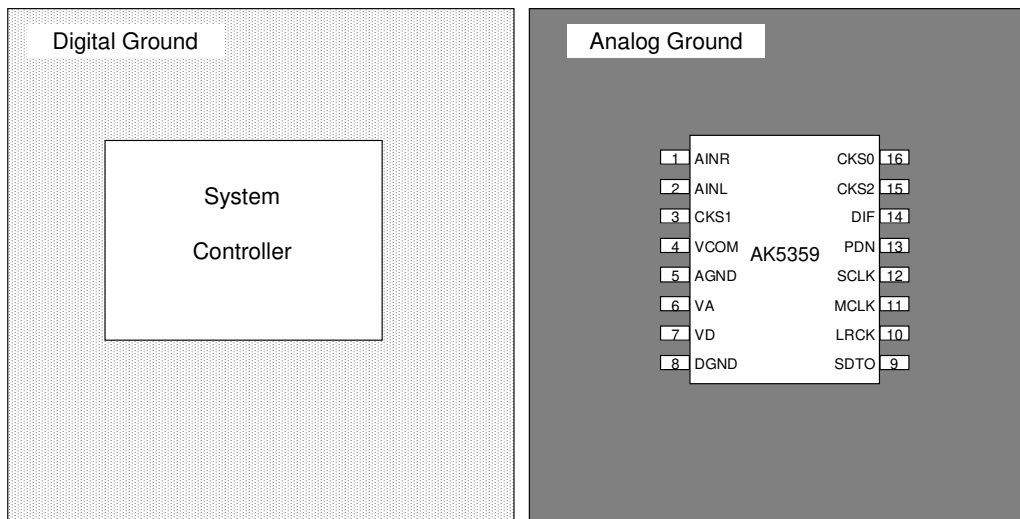 Digital Ground
System
Controller
Analog Ground
1 AINR CKS0 16
2 AINL CKS2 15
3 CKS1 DIF 14
4 VCOM PDN 13
AK5359
5 AGND SCLK 12
6 VA MCLK 11
7 VD LRCK 10
8 DGND SDTO 9